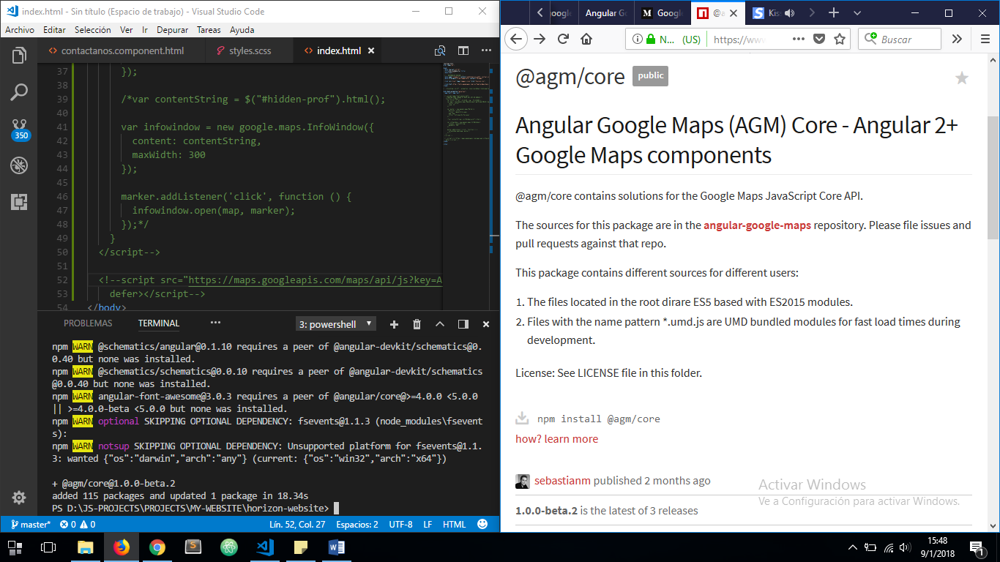 index.html - Sin título (Espacio de trabajo) - Visual Studio Code
Archivo Editar Selección Ver Ir Depurar Tareas Ayuda
contactanos.component.html styles.scss index.html
37 });
38
39 /*var contentString = $("#hidden-prof").html();
40
41 var infowindow = new google.maps.InfoWindow({
42 content: contentString,
43 maxWidth: 300
44 });
45
46 marker.addListener('click', function () {
47 infowindow.open(map, marker);
48 });*/
49 }
50 </script-->
51
52 <!--script src="https://maps.googleapis.com/maps/api/js?key=A
53 defer></script-->
54 </body>
350
PROBLEMAS TERMINAL ••• 3: powershell
npm WARN @schematics/angular@0.1.10 requires a peer of @angular-devkit/schematics@0.
0.40 but none was installed.
npm WARN @schematics/schematics@0.0.10 requires a peer of @angular-devkit/schematics
@0.0.40 but none was installed.
npm WARN angular-font-awesome@3.0.3 requires a peer of @angular/core@>=4.0.0 <5.0.0
|| >=4.0.0-beta <5.0.0 but none was installed.
npm WARN optional SKIPPING OPTIONAL DEPENDENCY: fsevents@1.1.3 (node_modules\fsevent
s):
npm WARN notsup SKIPPING OPTIONAL DEPENDENCY: Unsupported platform for fsevents@1.1.
3: wanted {"os":"darwin","arch":"any"} (current: {"os":"win32","arch":"x64"})
+ @agm/core@1.0.0-beta.2
added 115 packages and updated 1 package in 18.34s
PS D:\JS-PROJECTS\PROJECTS\MY-WEBSITE\horizon-website>
master* 0 0 Lín. 52, Col. 27 Espacios: 2 UTF-8 LF HTML
google Angular Go Google @a Kis
N... (US) https://www Buscar
@agm/core public
Angular Google Maps (AGM) Core - Angular 2+
Google Maps components
@agm/core contains solutions for the Google Maps JavaScript Core API.
The sources for this package are in the angular-google-maps repository. Please file issues and
pull requests against that repo.
This package contains different sources for different users:
1. The files located in the root dirare ES5 based with ES2015 modules.
2. Files with the name pattern *.umd.js are UMD bundled modules for fast load times during
development.
License: See LICENSE file in this folder.
npm install @agm/core
how? learn more
sebastianm published 2 months ago
1.0.0-beta.2 is the latest of 3 releases
Activar Windows
Ve a Configuración para activar Windows.
15:48
9/1/2018
1